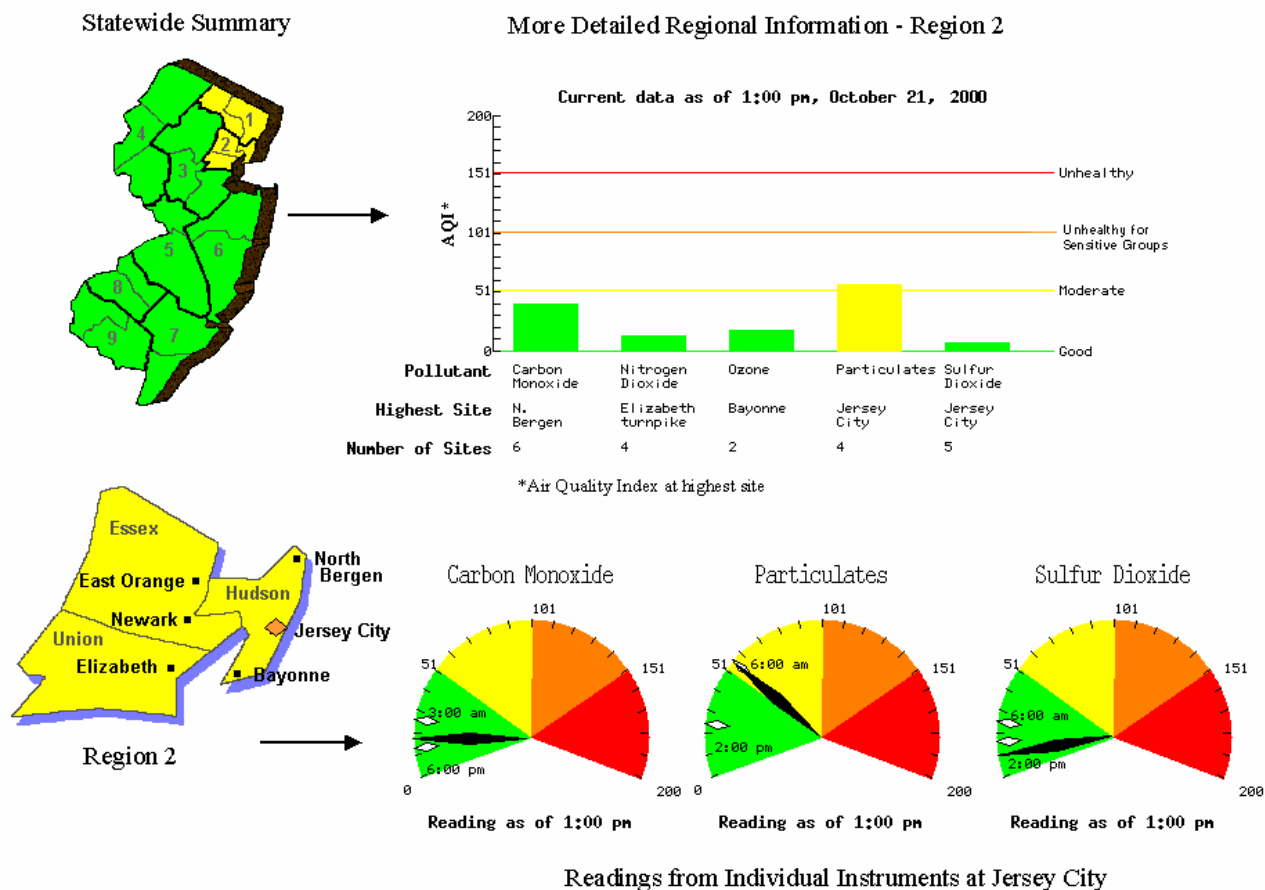 Statewide Summary
More Detailed Regional Information - Region 2
Current data as of 1:00 pm, October 21, 2000
1
2
3
4
5
6
7
8
9
AQI*
200
151
101
51
0
Unhealthy
Unhealthy for
Sensitive Groups
Moderate
Good
Pollutant
Carbon
Monoxide
Nitrogen
Dioxide
Ozone
Particulates
Sulfur
Dioxide
Highest Site
N.
Bergen
Elizabeth
turnpike
Bayonne
Jersey
City
Jersey
City
Number of Sites
6
4
2
4
5
*Air Quality Index at highest site
Essex
East Orange
Newark
Union
Elizabeth
Hudson
North
Bergen
Jersey City
Bayonne
Region 2
Carbon Monoxide
101
51
151
3:00 am
6:00 pm
0
200
Reading as of 1:00 pm
Particulates
101
51
6:00 am
151
2:00 pm
0
200
Reading as of 1:00 pm
Sulfur Dioxide
101
51
151
6:00 am
2:00 pm
0
200
Reading as of 1:00 pm
Readings from Individual Instruments at Jersey City